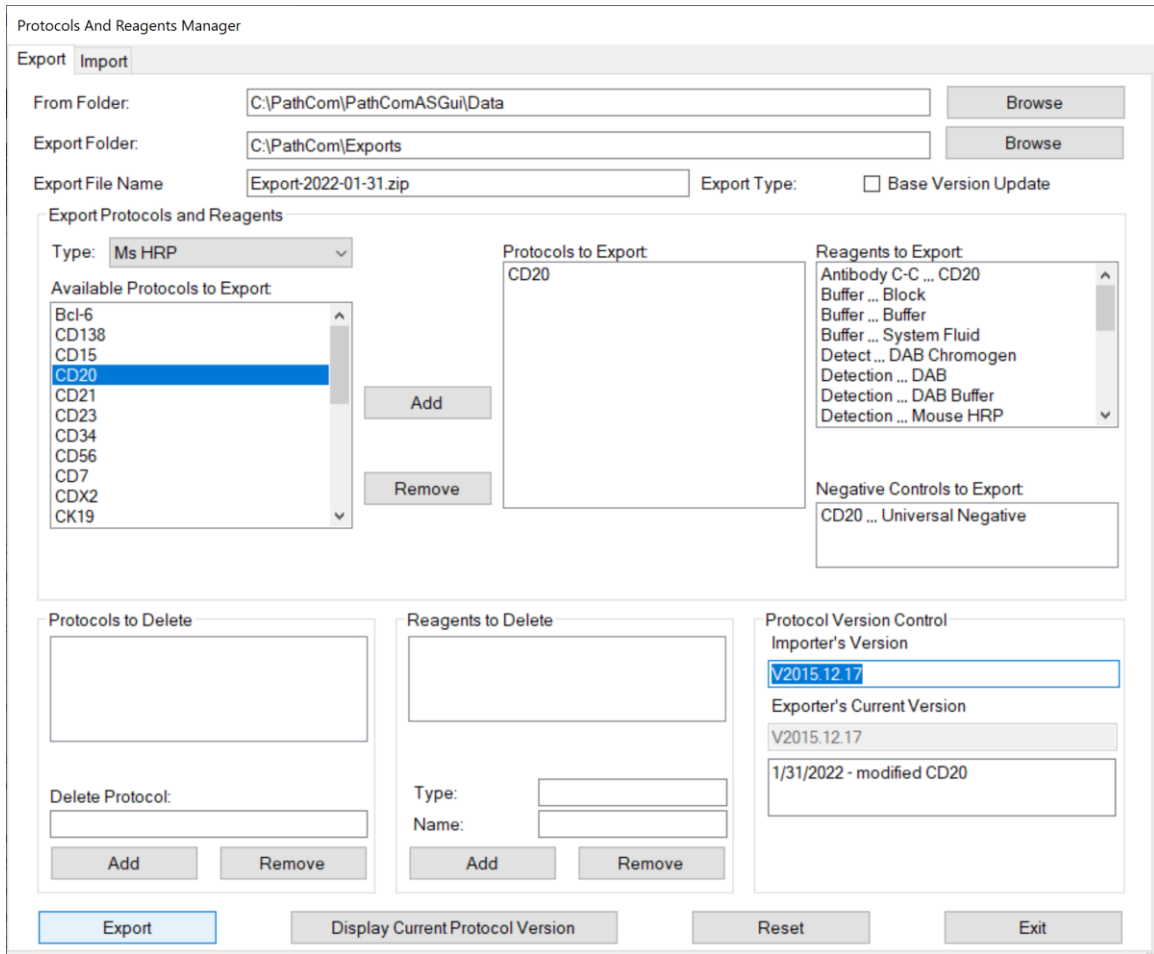 Protocols And Reagents Manager
Export Import
From Folder: C:\PathCom\PathComASGui\Data Browse
Export Folder: C:\PathCom\Exports Browse
Export File Name Export-2022-01-31.zip Export Type: Base Version Update
Export Protocols and Reagents
Type: Ms HRP
Available Protocols to Export:
Bcl-6
CD138
CD15
CD20
CD21
CD23
CD34
CD56
CD7
CDX2
CK19
Add
Remove
Protocols to Export:
CD20
Reagents to Export:
Antibody C-C ... CD20
Buffer ... Block
Buffer ... Buffer
Buffer ... System Fluid
Detect ... DAB Chromogen
Detection ... DAB
Detection ... DAB Buffer
Detection ... Mouse HRP
Negative Controls to Export:
CD20 ... Universal Negative
Protocols to Delete
Delete Protocol:
Add Remove
Reagents to Delete
Type:
Name:
Add Remove
Protocol Version Control
Importer's Version
V2015.12.17
Exporter's Current Version
V2015.12.17
1/31/2022 - modified CD20
Export Display Current Protocol Version Reset Exit